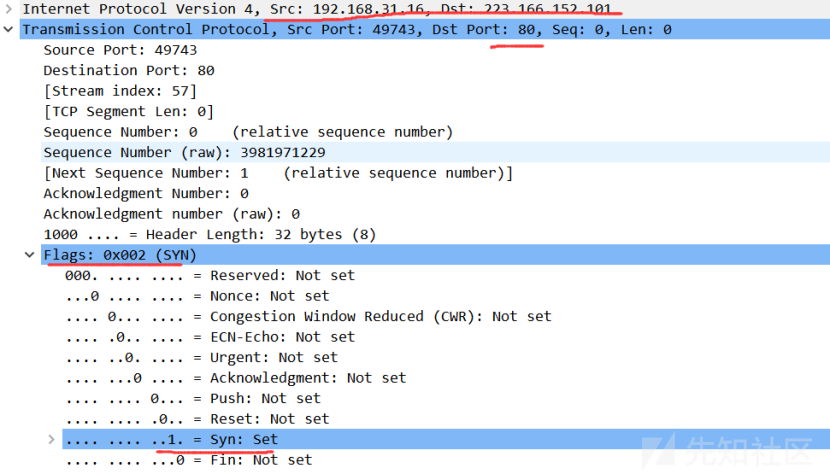 Internet Protocol Version 4, Src: 192.168.31.16, Dst: 223.166.152.101
Transmission Control Protocol, Src Port: 49743, Dst Port: 80, Seq: 0, Len: 0
Source Port: 49743
Destination Port: 80
[Stream index: 57]
[TCP Segment Len: 0]
Sequence Number: 0    (relative sequence number)
Sequence Number (raw): 3981971229
[Next Sequence Number: 1    (relative sequence number)]
Acknowledgment Number: 0
Acknowledgment number (raw): 0
1000 .... = Header Length: 32 bytes (8)
Flags: 0x002 (SYN)
000. .... .... = Reserved: Not set
...0 .... .... = Nonce: Not set
.... 0... .... = Congestion Window Reduced (CWR): Not set
.... .0.. .... = ECN-Echo: Not set
.... ..0. .... = Urgent: Not set
.... ...0 .... = Acknowledgment: Not set
.... .... 0... = Push: Not set
.... .... .0.. = Reset: Not set
.... .... ..1. = Syn: Set
.... .... ...0 = Fin: Not set
先知社区